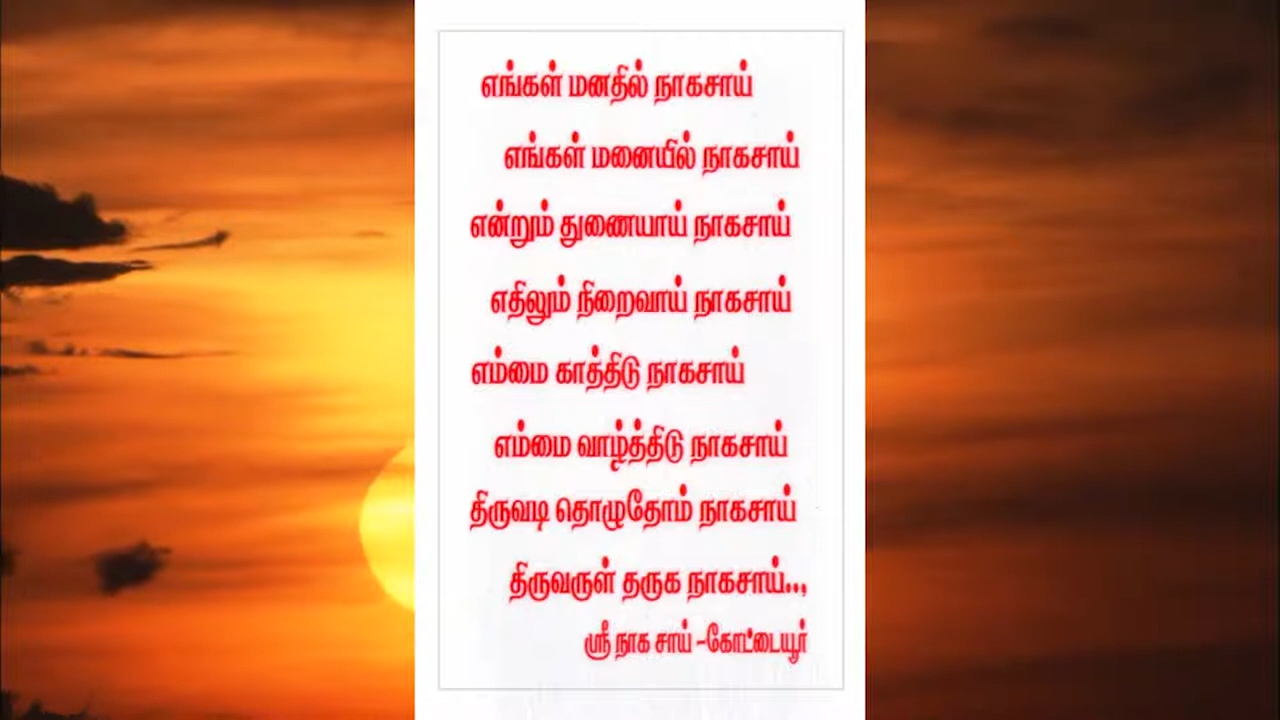 எங்கள் மனதில் நாகசாய்
எங்கள் மனையில் நாகசாய்
என்றும் துணையாய் நாகசாய்
எதிலும் நிறைவாய் நாகசாய்
எம்மை காத்திடு நாகசாய்
எம்மை வாழ்த்திடு நாகசாய்
திருவடி தொழுதோம் நாகசாய்
திருவருள் தருக நாகசாய்..,
ஸ்ரீ நாக சாய் -கோட்டையூர்